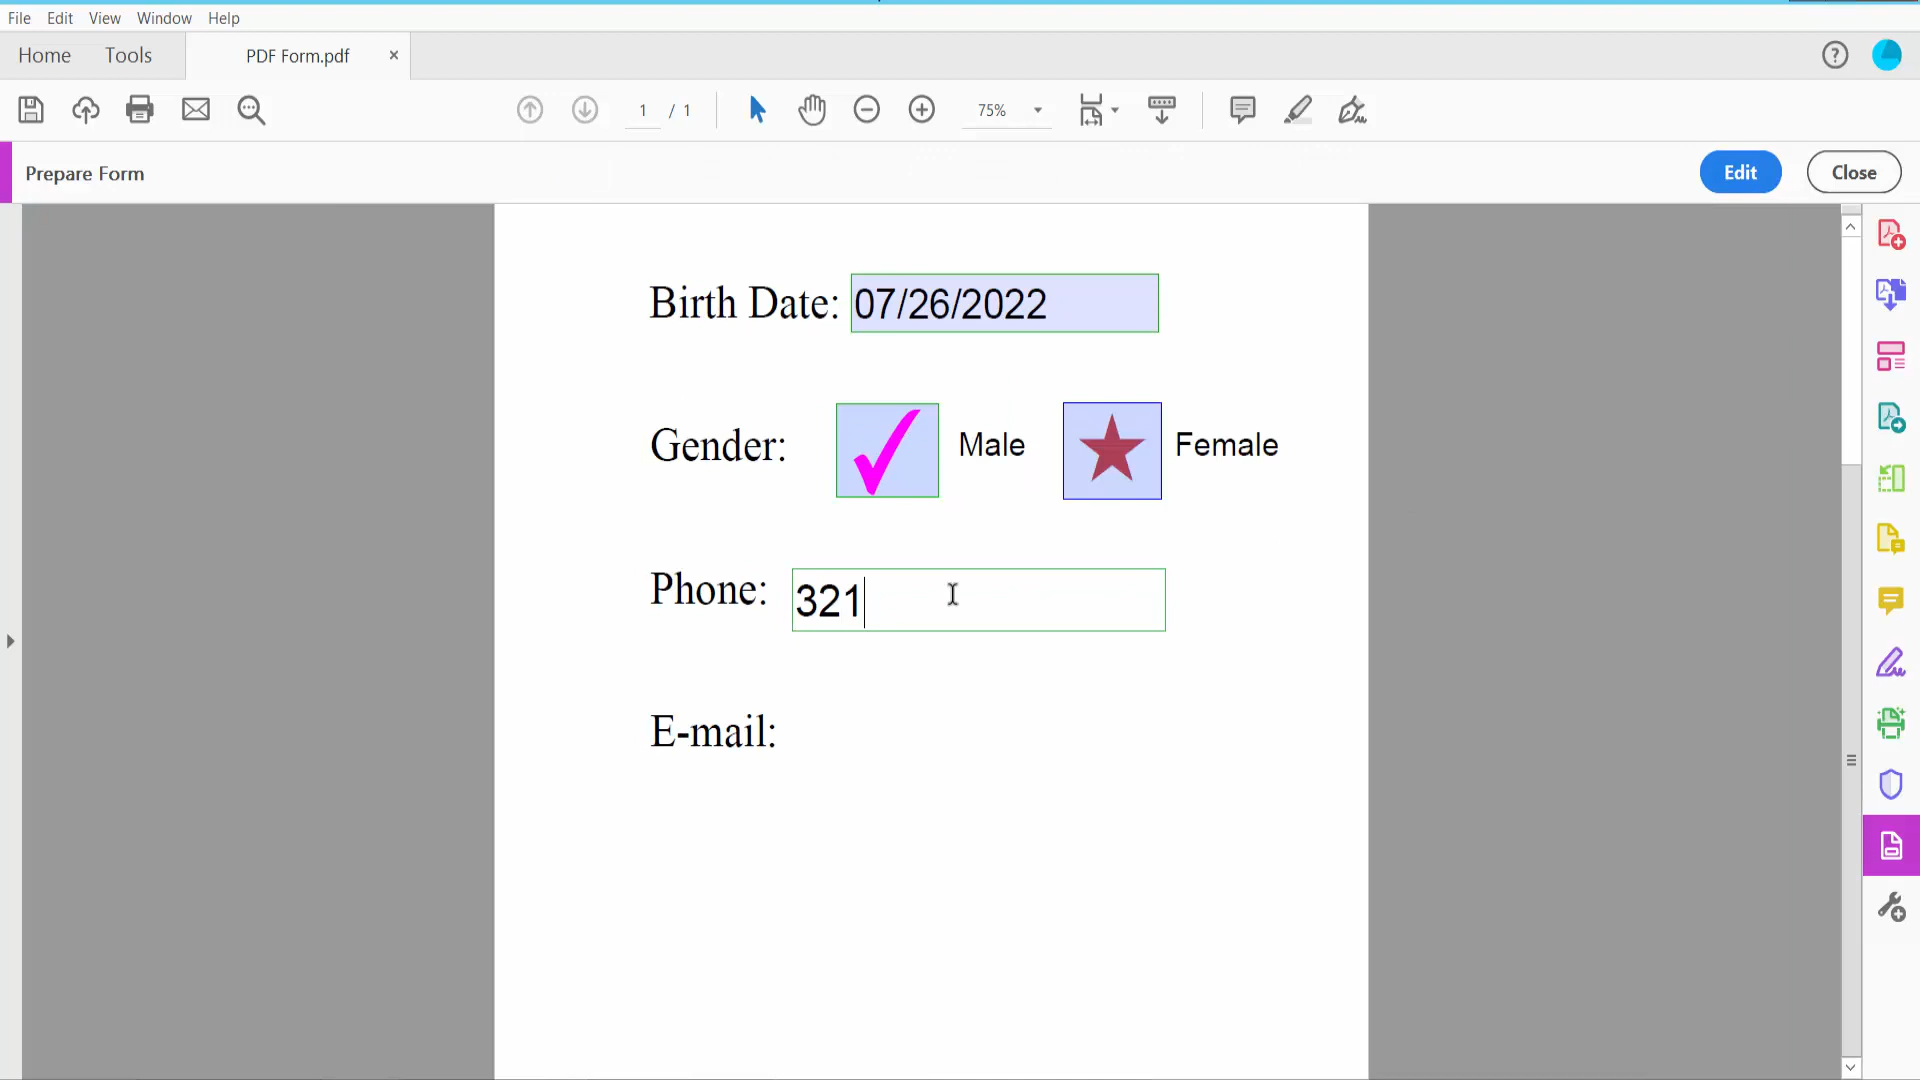 File Edit View Window Help
Home Tools PDF Form.pdf ×
1 / 1 75%
Prepare Form Edit Close
Birth Date: 07/26/2022
Gender: Male Female
Phone: 321
E-mail: